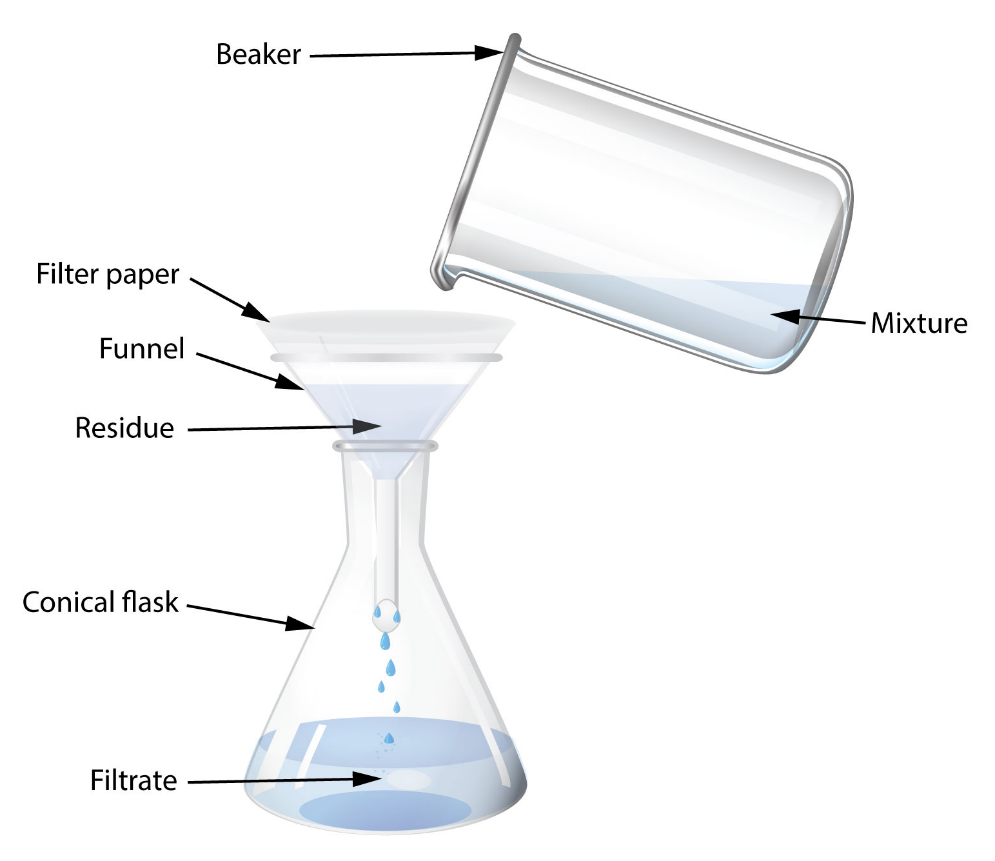 Beaker
Filter paper
Mixture
Funnel
Residue
Conical flask
Filtrate